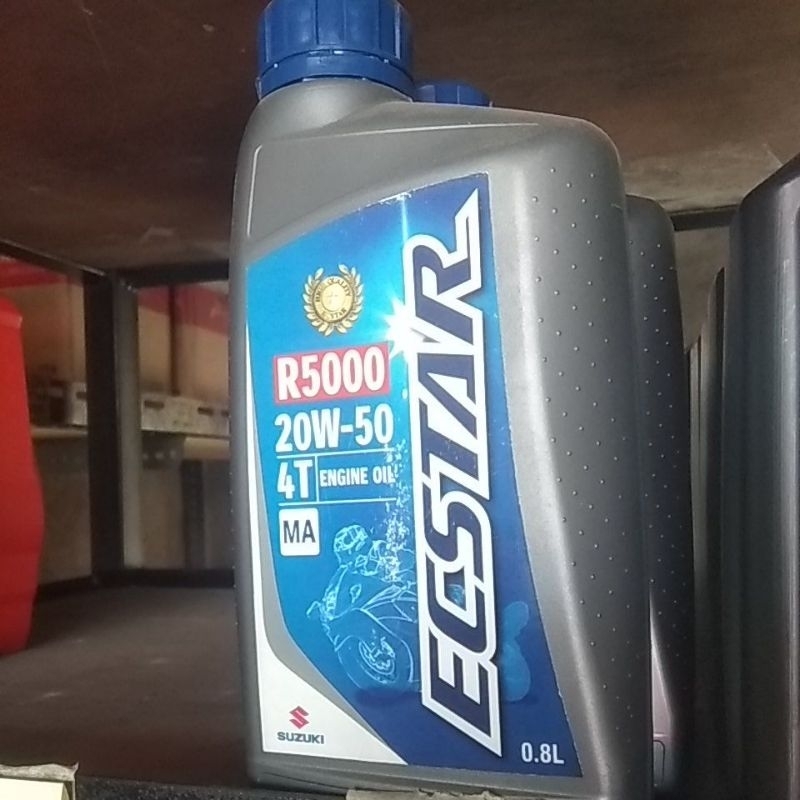 R5000
20W-50
4T ENGINE OIL
MA
ECSTAR
SUZUKI
0.8L